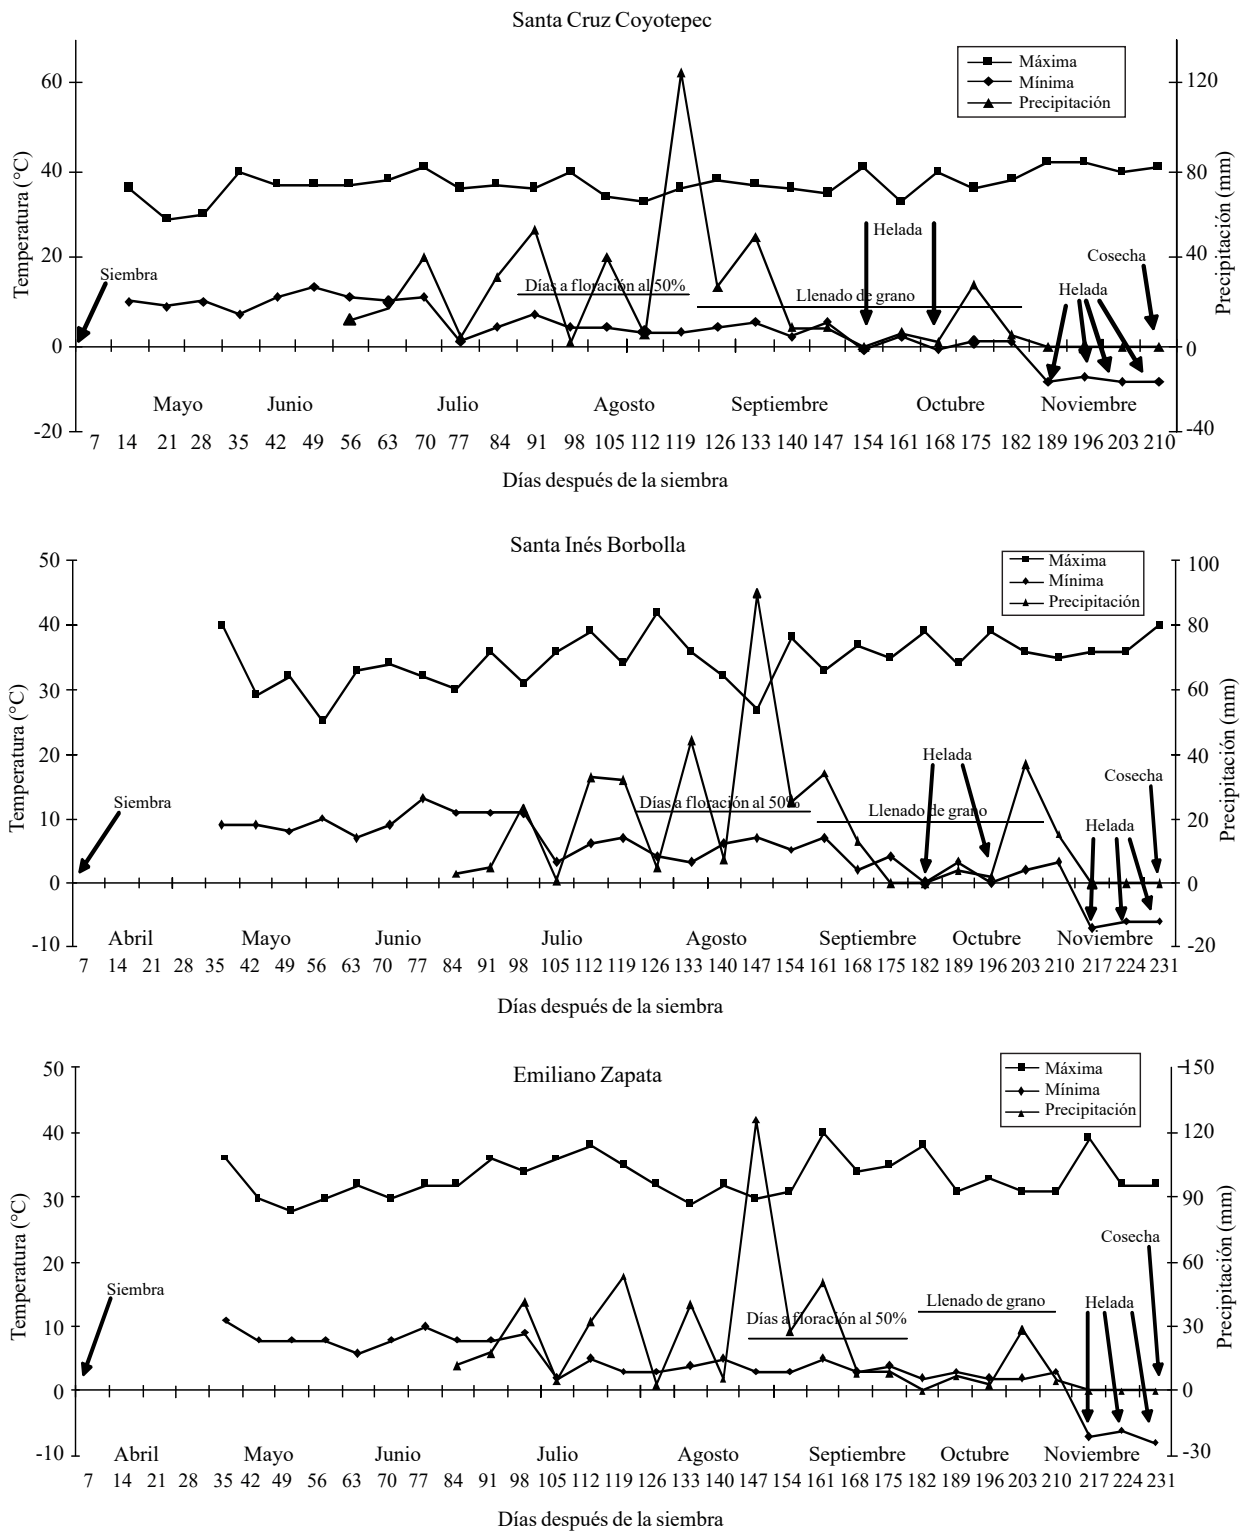 Santa Cruz Coyotepec
Máxima
Mínima
Precipitación
60
40
20
0
-20
120
80
40
0
-40
Temperatura (°C)
Precipitación (mm)
Siembra
Días a floración al 50%
Llenado de grano
Helada
Helada
Cosecha
Mayo Junio Julio Agosto Septiembre Octubre Noviembre
7 14 21 28 35 42 49 56 63 70 77 84 91 98 105 112 119 126 133 140 147 154 161 168 175 182 189 196 203 210
Días después de la siembra
Santa Inés Borbolla
Máxima
Mínima
Precipitación
50
40
30
20
10
0
-10
100
80
60
40
20
0
-20
Temperatura (°C)
Precipitación (mm)
Siembra
Días a floración al 50%
Llenado de grano
Helada
Helada
Cosecha
Abril Mayo Junio Julio Agosto Septiembre Octubre Noviembre
7 14 21 28 35 42 49 56 63 70 77 84 91 98 105 112 119 126 133 140 147 154 161 168 175 182 189 196 203 210 217 224 231
Días después de la siembra
Emiliano Zapata
Máxima
Mínima
Precipitación
50
40
30
20
10
0
-10
150
120
90
60
30
0
-30
Temperatura (°C)
Precipitación (mm)
Siembra
Días a floración al 50%
Llenado de grano
Helada
Cosecha
Abril Mayo Junio Julio Agosto Septiembre Octubre Noviembre
7 14 21 28 35 42 49 56 63 70 77 84 91 98 105 112 119 126 133 140 147 154 161 168 175 182 189 196 203 210 217 224 231
Días después de la siembra